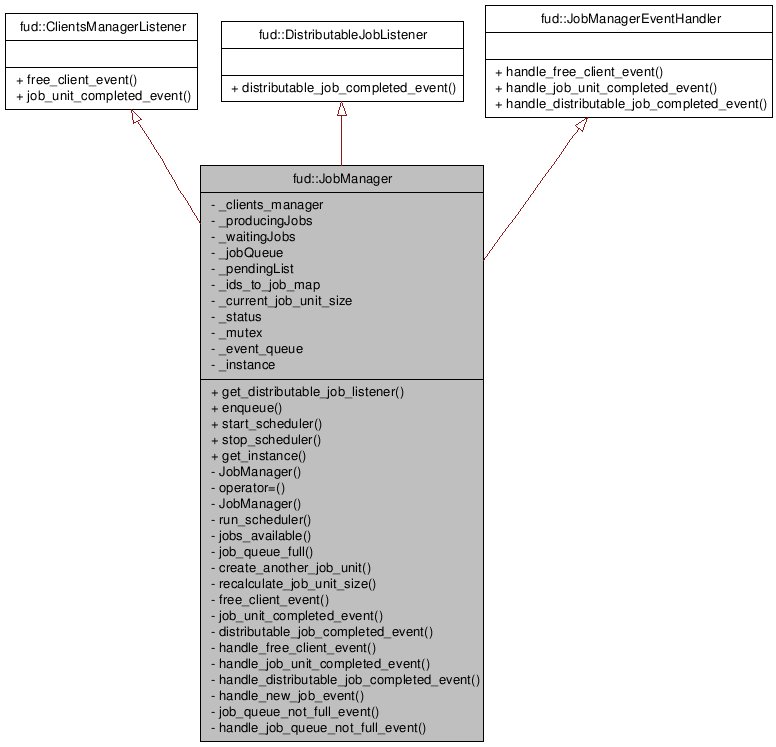 fud::ClientsManagerListener
+ free_client_event()
+ job_unit_completed_event()
fud::DistributableJobListener
+ distributable_job_completed_event()
fud::JobManagerEventHandler
+ handle_free_client_event()
+ handle_job_unit_completed_event()
+ handle_distributable_job_completed_event()
fud::JobManager
- _clients_manager
- _producingJobs
- _waitingJobs
- _jobQueue
- _pendingList
- _ids_to_job_map
- _current_job_unit_size
- _status
- _mutex
- _event_queue
- _instance
+ get_distributable_job_listener()
+ enqueue()
+ start_scheduler()
+ stop_scheduler()
+ get_instance()
- JobManager()
- operator=()
- JobManager()
- run_scheduler()
- jobs_available()
- job_queue_full()
- create_another_job_unit()
- recalculate_job_unit_size()
- free_client_event()
- job_unit_completed_event()
- distributable_job_completed_event()
- handle_free_client_event()
- handle_job_unit_completed_event()
- handle_distributable_job_completed_event()
- handle_new_job_event()
- job_queue_not_full_event()
- handle_job_queue_not_full_event()